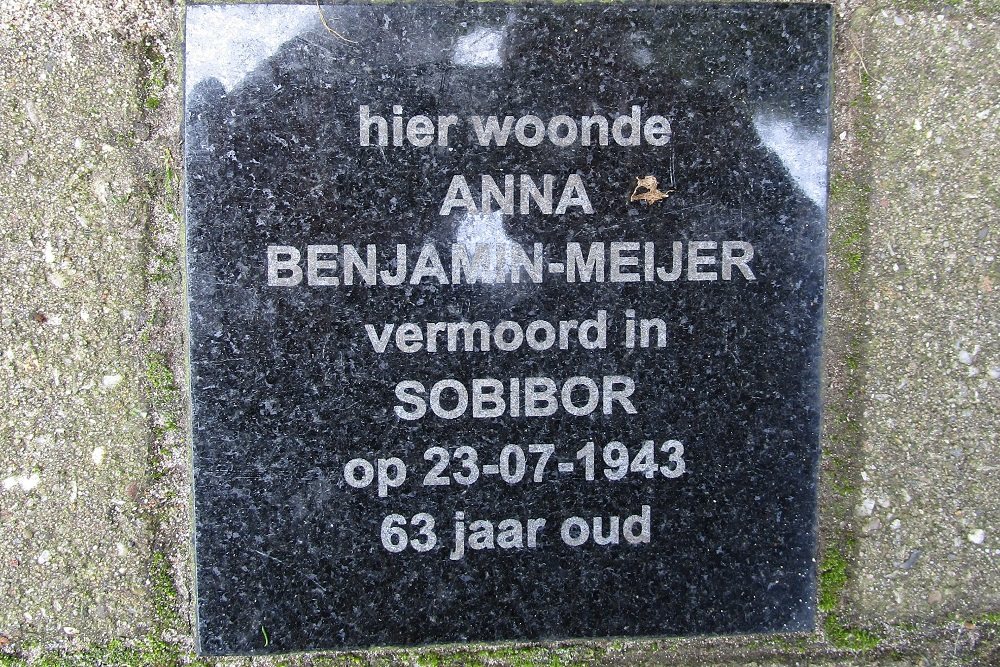 hier woonde
ANNA
BENJAMIN-MEIJER
vermoord in
SOBIBOR
op 23-07-1943
63 jaar oud